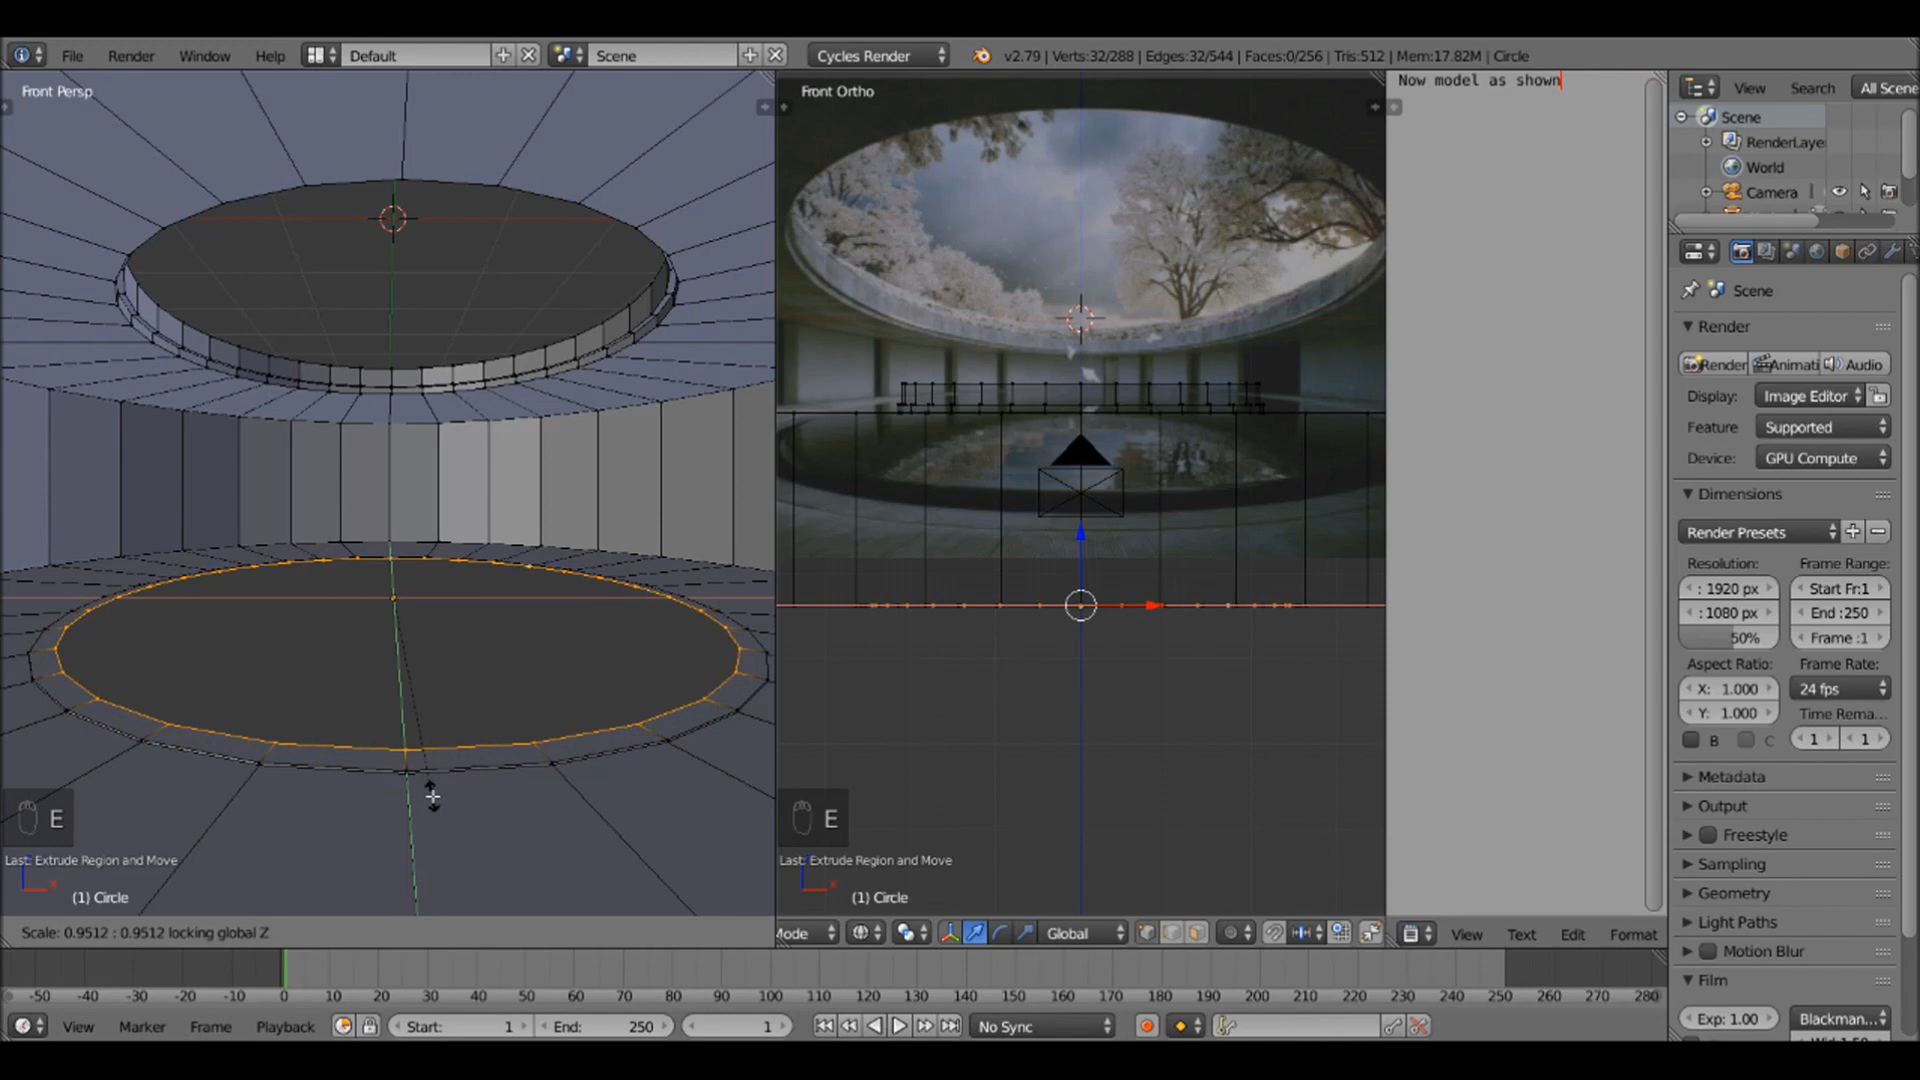 File Render Window Help Default Scene Cycles Render v2.79 | Verts:32/288 | Edges:32/544 | Faces:0/256 | Tris:512 | Mem:17.82M | Circle
Front Persp
Front Ortho
Now model as shown
View Search All Scene
Scene
RenderLaye
World
Camera
Scene
Render
Render Animati Audio
Display: Image Editor
Feature Supported
Device: GPU Compute
Dimensions
Render Presets
Resolution: Frame Range:
: 1920 px Start Fr:1
: 1080 px End :250
50% Frame :1
Aspect Ratio: Frame Rate:
X: 1.000 24 fps
Y: 1.000 Time Rema...
B C 1 1
Metadata
Output
Freestyle
Sampling
Geometry
Light Paths
Motion Blur
Film
Exp: 1.00 Blackman...
E
Last: Extrude Region and Move
x
(1) Circle
E
Last: Extrude Region and Move
(1) Circle
Scale: 0.9512 : 0.9512 locking global Z
Mode Global
View Text Edit Format
-50 -40 -30 -20 -10 0 10 20 30 40 50 60 70 80 90 100 110 120 130 140 150 160 170 180 190 200 210 220 230 240 250 260 270 280
View Marker Frame Playback Start: 1 End: 250 1 No Sync